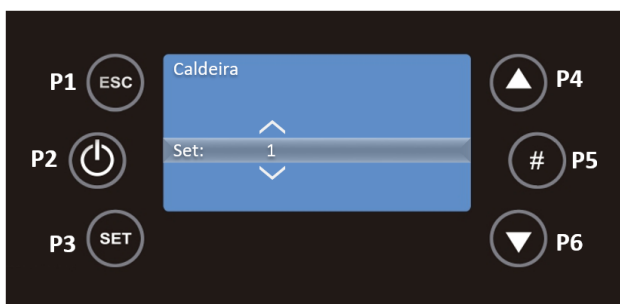 Caldeira
P1 ESC
P4
Set: 1
P2
# P5
P3 SET
P6